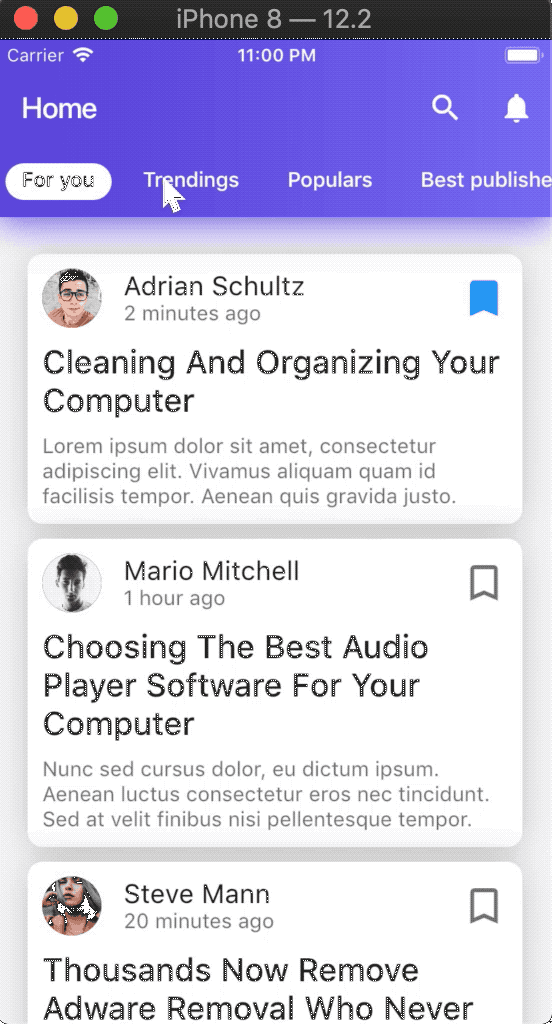 iPhone 8 — 12.2
Carrier 11:00 PM
Home
For you Trendings Populars Best publishe
Adrian Schultz
2 minutes ago
Cleaning And Organizing Your
Computer
Lorem ipsum dolor sit amet, consectetur
adipiscing elit. Vivamus aliquam quam id
facilisis tempor. Aenean quis gravida justo.
Mario Mitchell
1 hour ago
Choosing The Best Audio
Player Software For Your
Computer
Nunc sed cursus dolor, eu dictum ipsum.
Aenean luctus consectetur eros nec tincidunt.
Sed at velit finibus nisi pellentesque tempor.
Steve Mann
20 minutes ago
Thousands Now Remove
Adware Removal Who Never